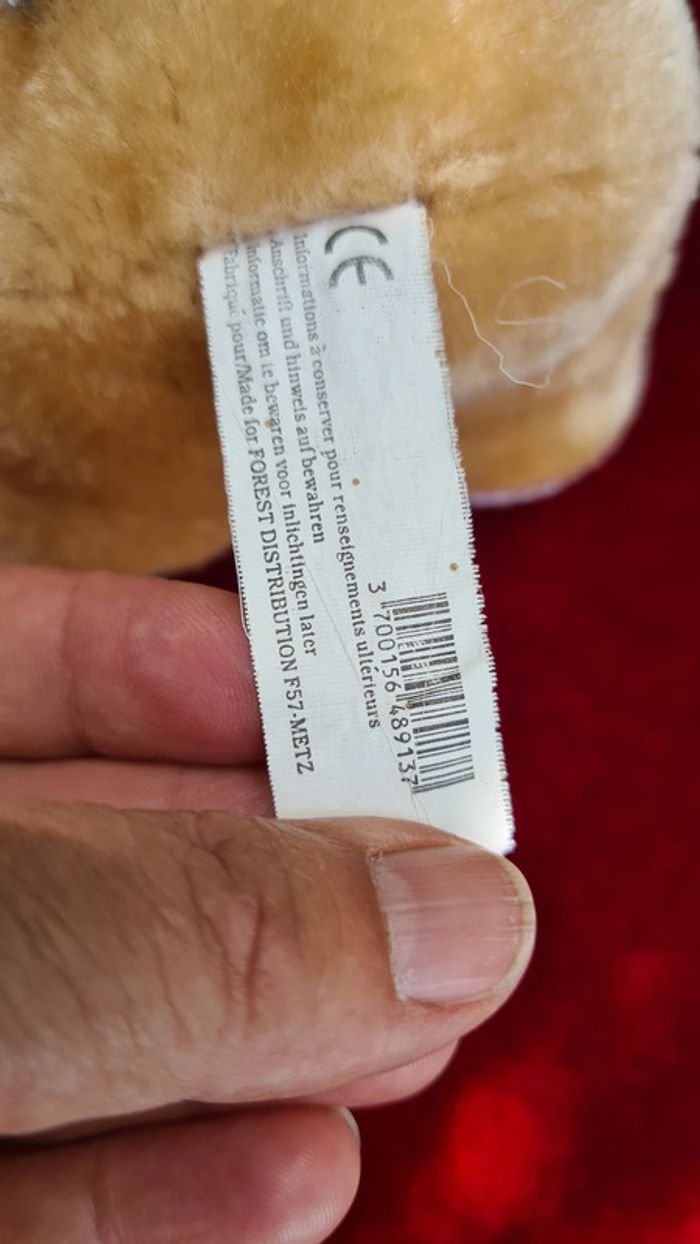 CE
3 700156 489137
Informations à conserver pour renseignements ultérieurs
Anschrift und hinweis auf bewahren
Informatie om te bewaren voor inlichtingen later
Fabriqué pour/Made for FOREST DISTRIBUTION F57-METZ